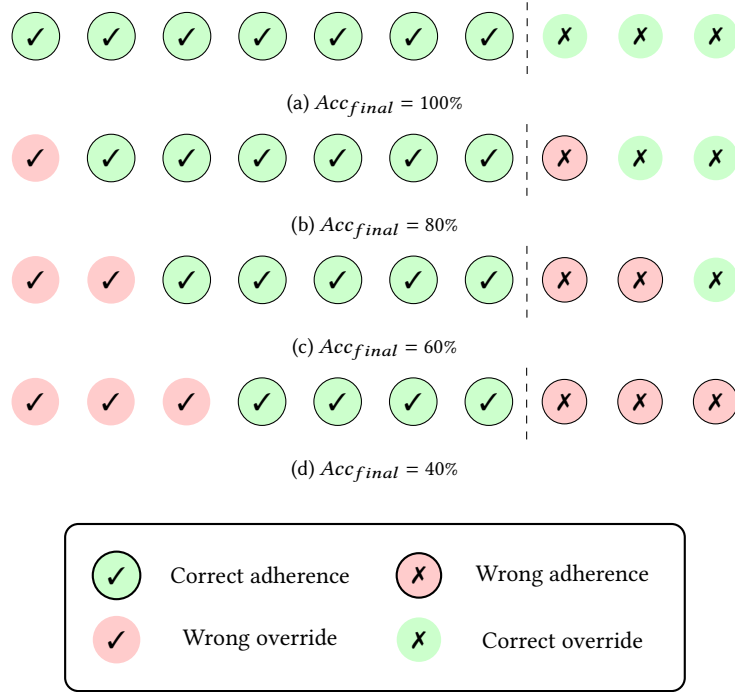 ✓ ✓ ✓ ✓ ✓ ✓ ✓ ✗ ✗ ✗
(a) Acc_final = 100%
✓ ✓ ✓ ✓ ✓ ✓ ✓ ✗ ✗ ✗
(b) Acc_final = 80%
✓ ✓ ✓ ✓ ✓ ✓ ✓ ✗ ✗ ✗
(c) Acc_final = 60%
✓ ✓ ✓ ✓ ✓ ✓ ✓ ✗ ✗ ✗
(d) Acc_final = 40%
✓ Correct adherence ✗ Wrong adherence
✓ Wrong override ✗ Correct override